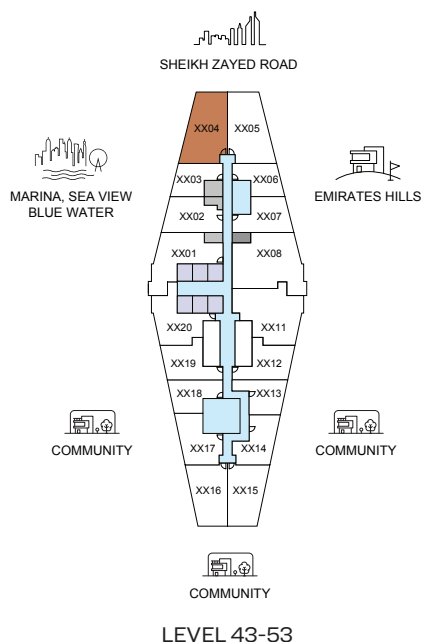 SHEIKH ZAYED ROAD
XX04 XX05
MARINA, SEA VIEW
BLUE WATER
XX03 XX06
EMIRATES HILLS
XX02 XX07
XX01 XX08
XX20 XX11
XX19 XX12
XX18 XX13
COMMUNITY
XX17 XX14
COMMUNITY
XX16 XX15
COMMUNITY
LEVEL 43-53